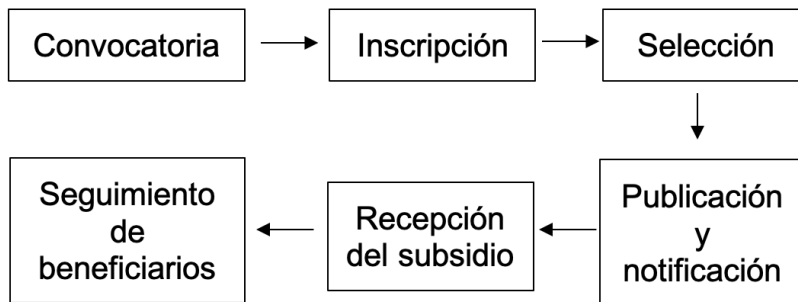 Convocatoria
Inscripción
Selección
Publicación
y
notificación
Recepción
del subsidio
Seguimiento
de
beneficiarios